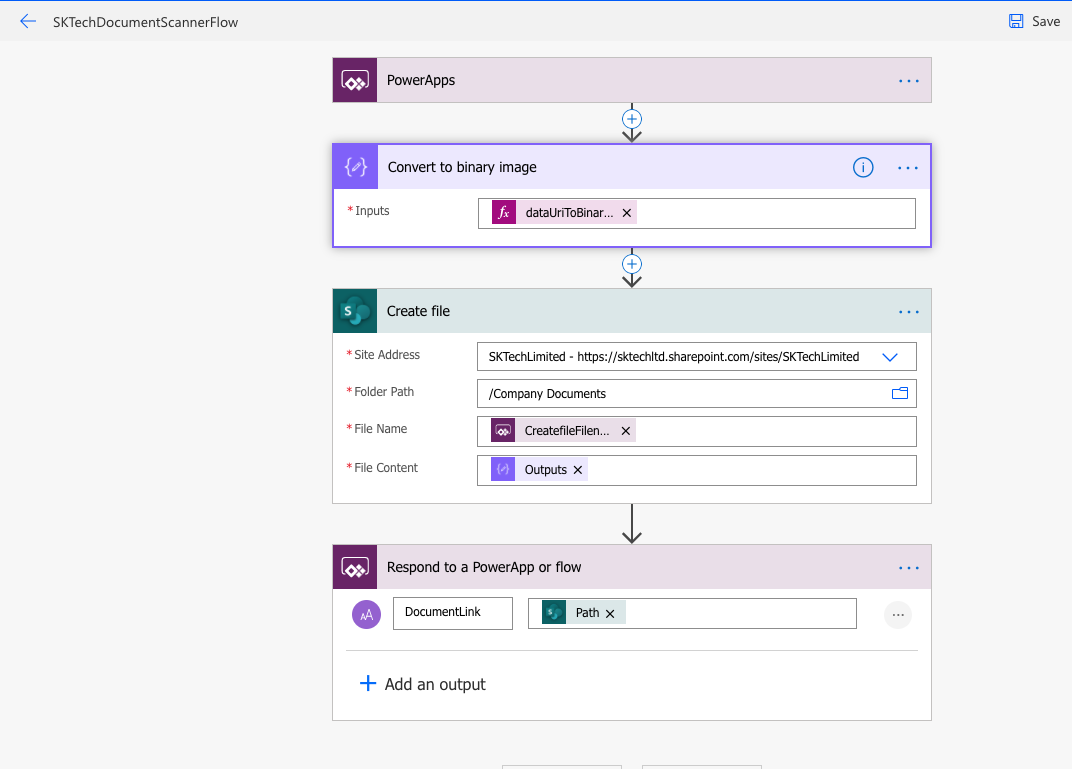 SKTechDocumentScannerFlow
Save
PowerApps
Convert to binary image
* Inputs
fx dataUriToBinar...
Create file
* Site Address
SKTechLimited - https://sktechltd.sharepoint.com/sites/SKTechLimited
* Folder Path
/Company Documents
* File Name
CreatefileFilen...
* File Content
Outputs
Respond to a PowerApp or flow
AA DocumentLink
S Path
Add an output